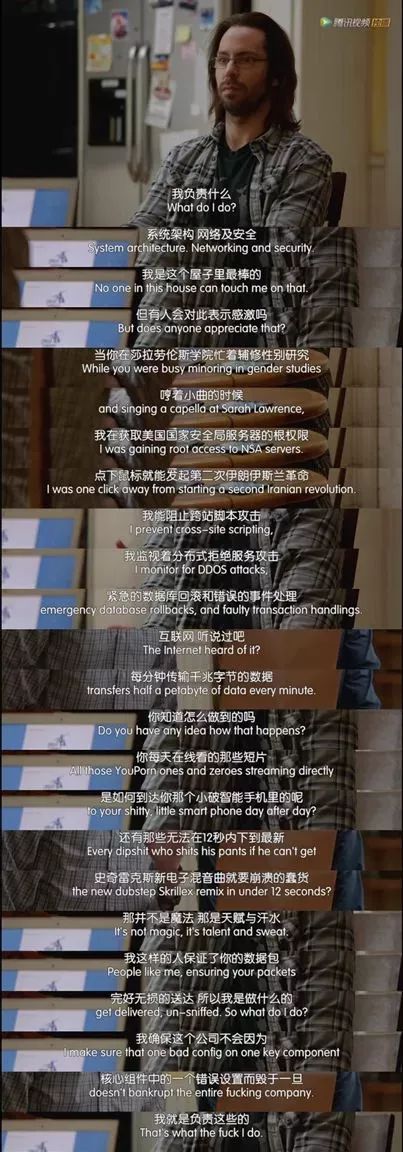 腾讯视频
我负责什么
What do I do?
系统架构 网络及安全
System architecture. Networking and security.
我是这个屋子里最棒的
No one in this house can touch me on that.
但有人会对此表示感激吗
But does anyone appreciate that?
当你在莎拉劳伦斯学院忙着辅修性别研究
While you were busy minoring in gender studies
哼着小曲的时候
and singing a capella at Sarah Lawrence,
我在获取美国国家安全局服务器的根权限
I was gaining root access to NSA servers.
点下鼠标就能发起第二次伊朗伊斯兰革命
I was one click away from starting a second Iranian revolution.
我能阻止跨站脚本攻击
I prevent cross-site scripting,
我监视着分布式拒绝服务攻击
I monitor for DDOS attacks,
紧急的数据库回滚和错误的事件处理
emergency database rollbacks, and faulty transaction handlings.
互联网 听说过吧
The Internet heard of it?
每分钟传输千兆字节的数据
transfers half a petabyte of data every minute.
你知道怎么做到的吗
Do you have any idea how that happens?
你每天在线看的那些短片
All those YouPorn ones and zeroes streaming directly
是如何到达你那个小破智能手机里的呢
to your shitty, little smart phone day after day?
还有那些无法在12秒内下到最新
Every dipshit who shits his pants if he can't get
史奇雷克斯新电子混音曲就要崩溃的蠢货
the new dubstep Skrillex remix in under 12 seconds?
那并不是魔法 那是天赋与汗水
It's not magic, it's talent and sweat.
我这样的人保证了你的数据包
People like me, ensuring your packets
完好无损的送达 所以我是做什么的
get delivered, un-sniffed. So what do I do?
我确保这个公司不会因为
I make sure that one bad config on one key component
核心组件中的一个错误设置而毁于一旦
doesn't bankrupt the entire fucking company.
我就是负责这些的
That's what the fuck I do.